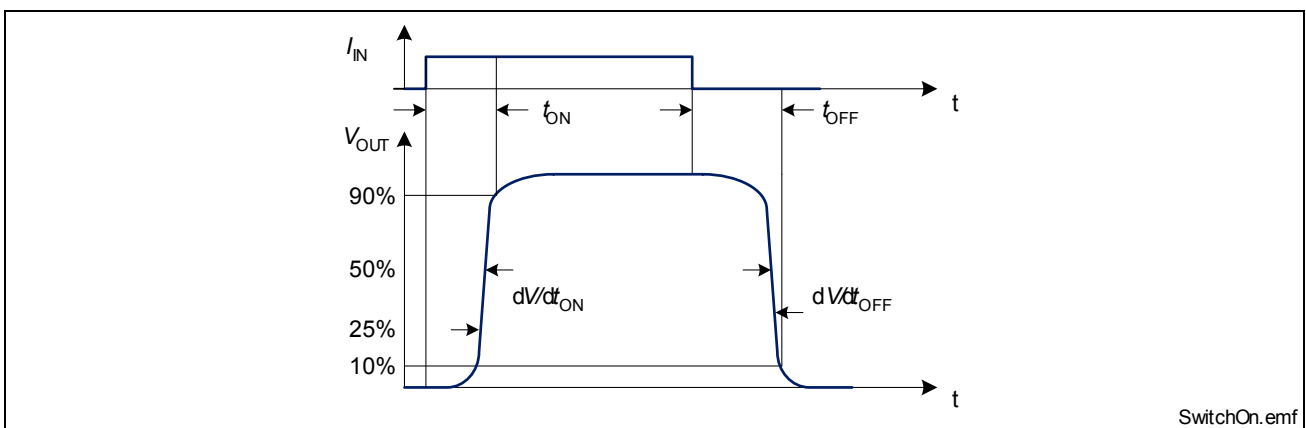 I_IN
t
t_ON
t_OFF
V_OUT
90%
50%
dV/dt_ON
dV/dt_OFF
25%
10%
t
SwitchOn.emf